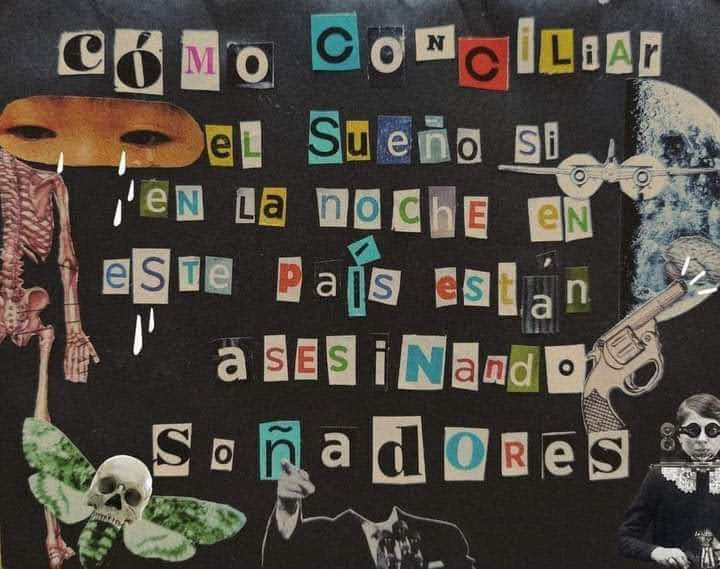 CÓMO CONCiLiAr
eL Sueño Si
eN La nocHE EN
eSTe país están
aSESiNando
SoñadOReS